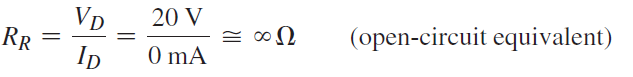 R_R = V_D / I_D = 20 V / 0 mA ≅ ∞ Ω (open-circuit equivalent)